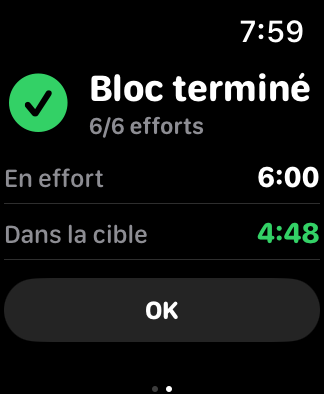 7:59
Bloc terminé
6/6 efforts
En effort 6:00
Dans la cible 4:48
OK